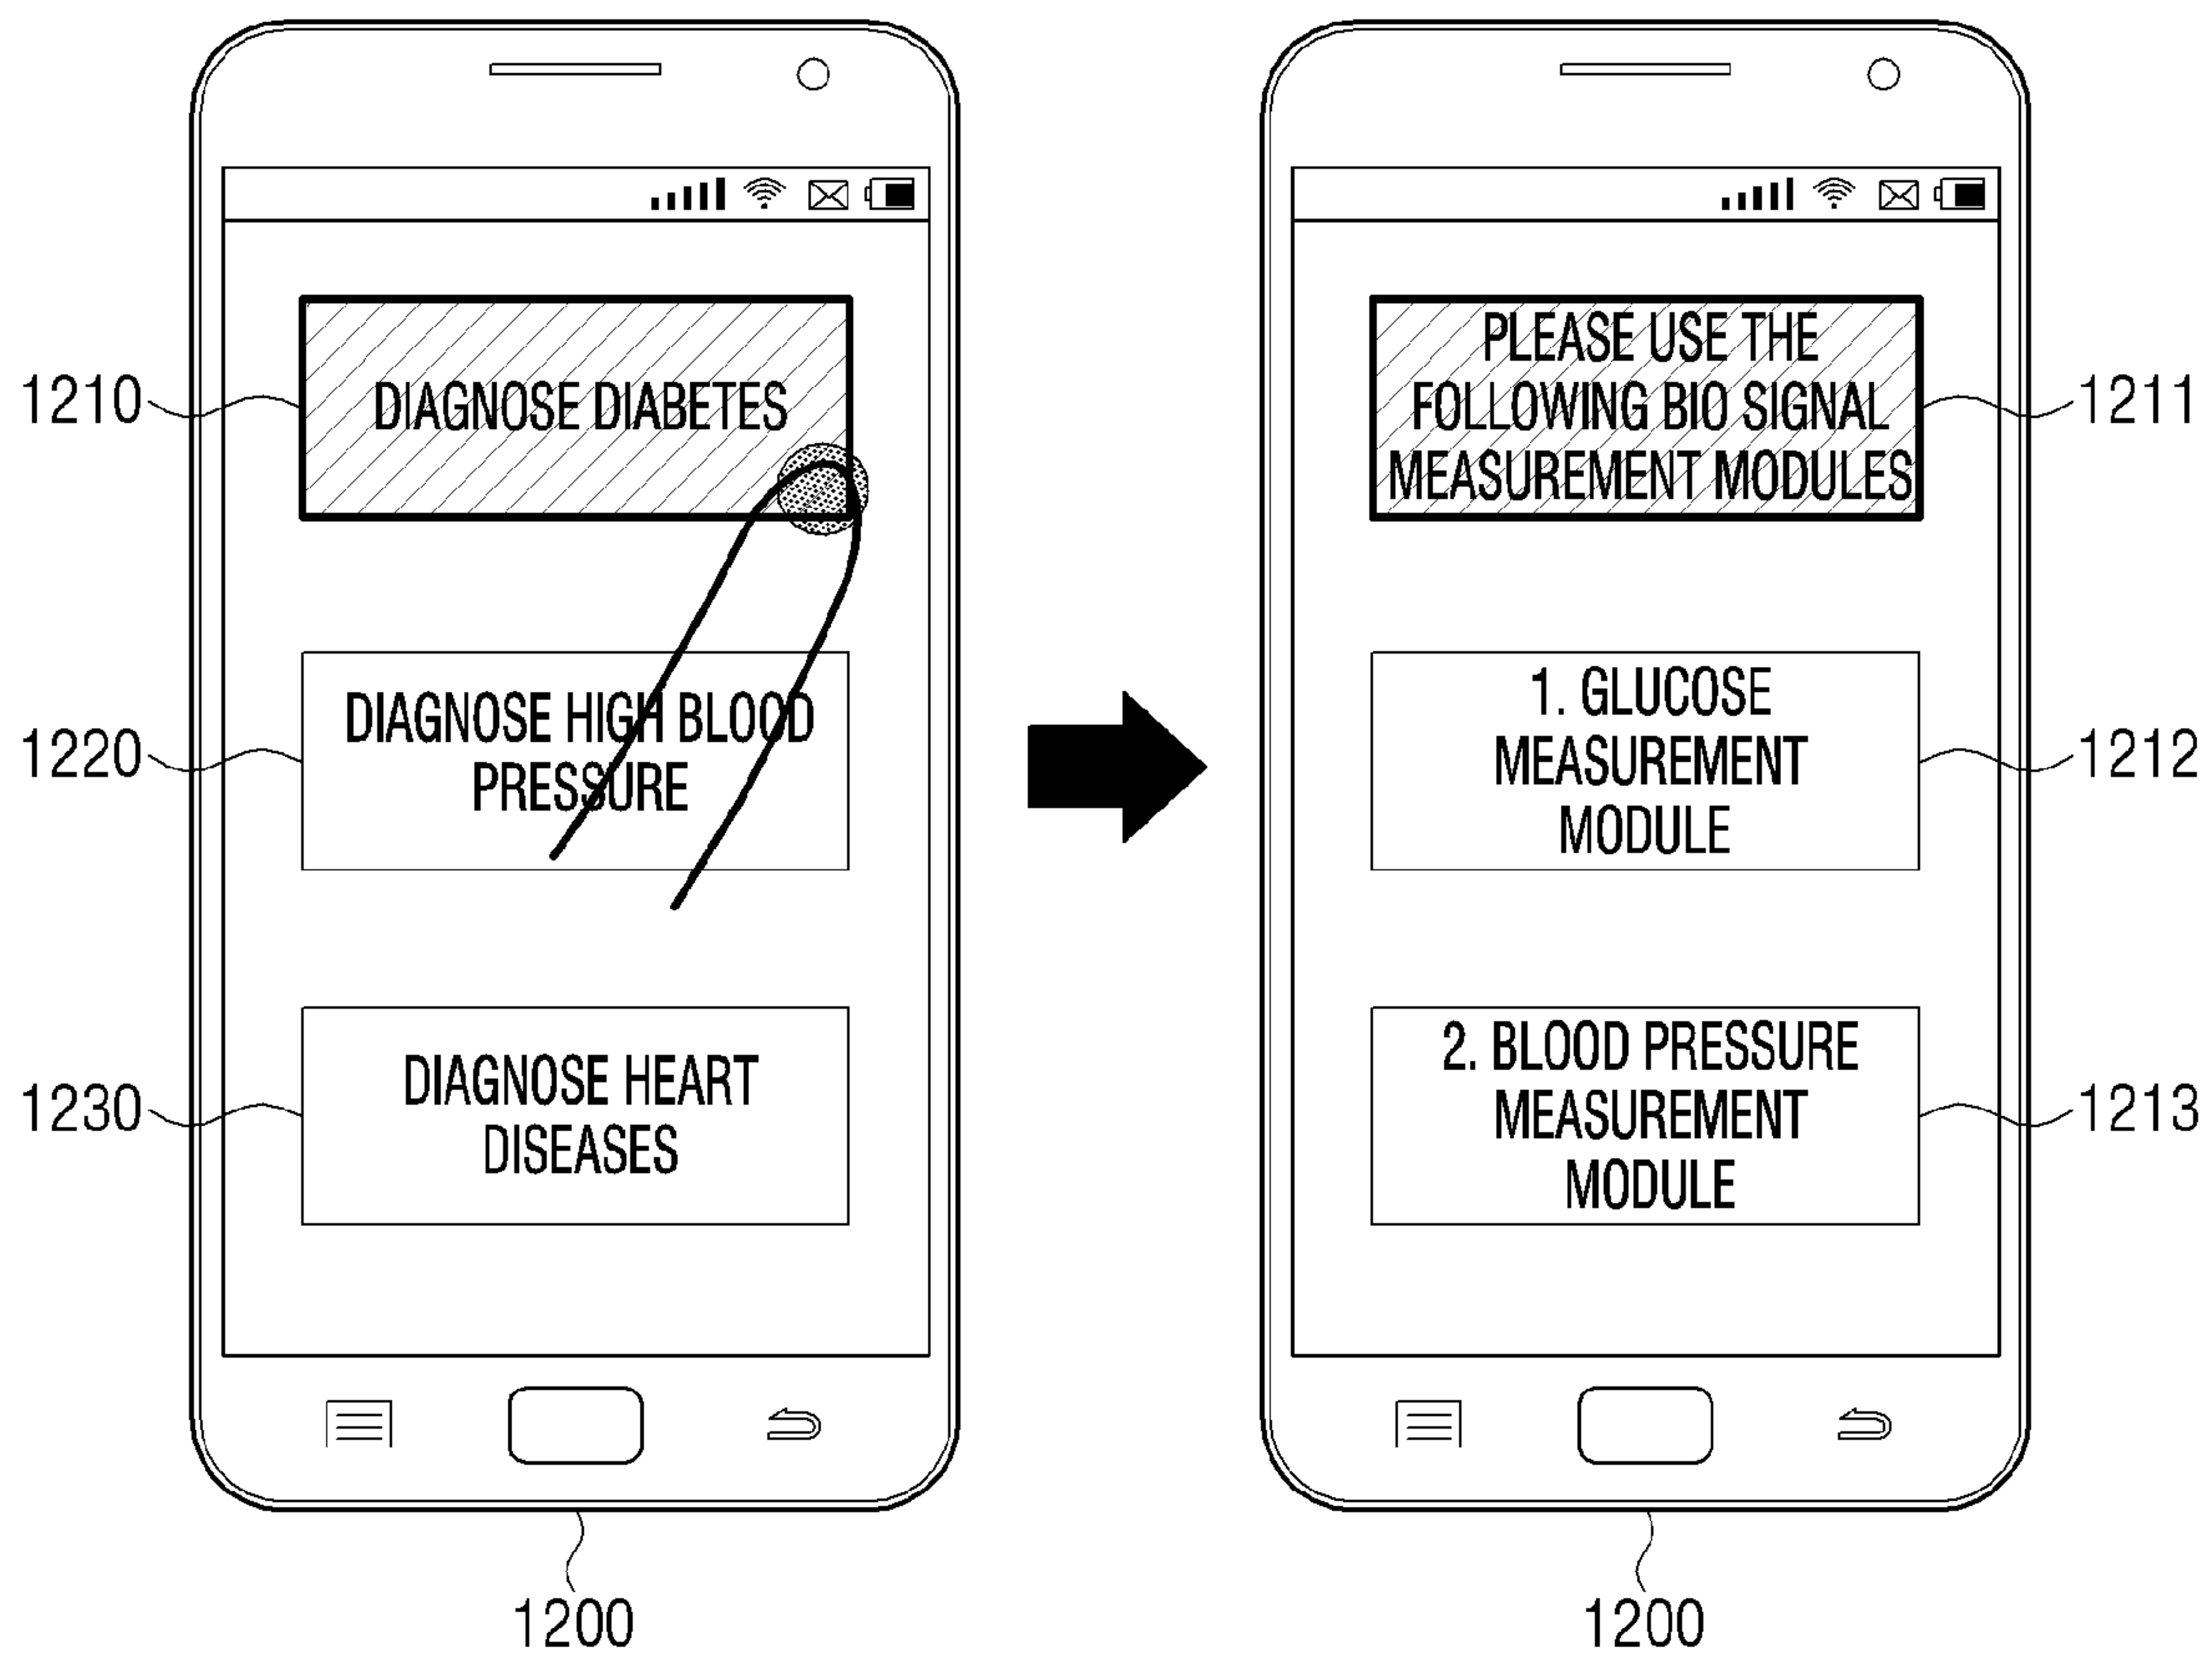 1210
DIAGNOSE DIABETES
1220
DIAGNOSE HIGH BLOOD
PRESSURE
1230
DIAGNOSE HEART
DISEASES
1200
PLEASE USE THE
FOLLOWING BIO SIGNAL
MEASUREMENT MODULES
1211
1. GLUCOSE
MEASUREMENT
MODULE
1212
2. BLOOD PRESSURE
MEASUREMENT
MODULE
1213
1200